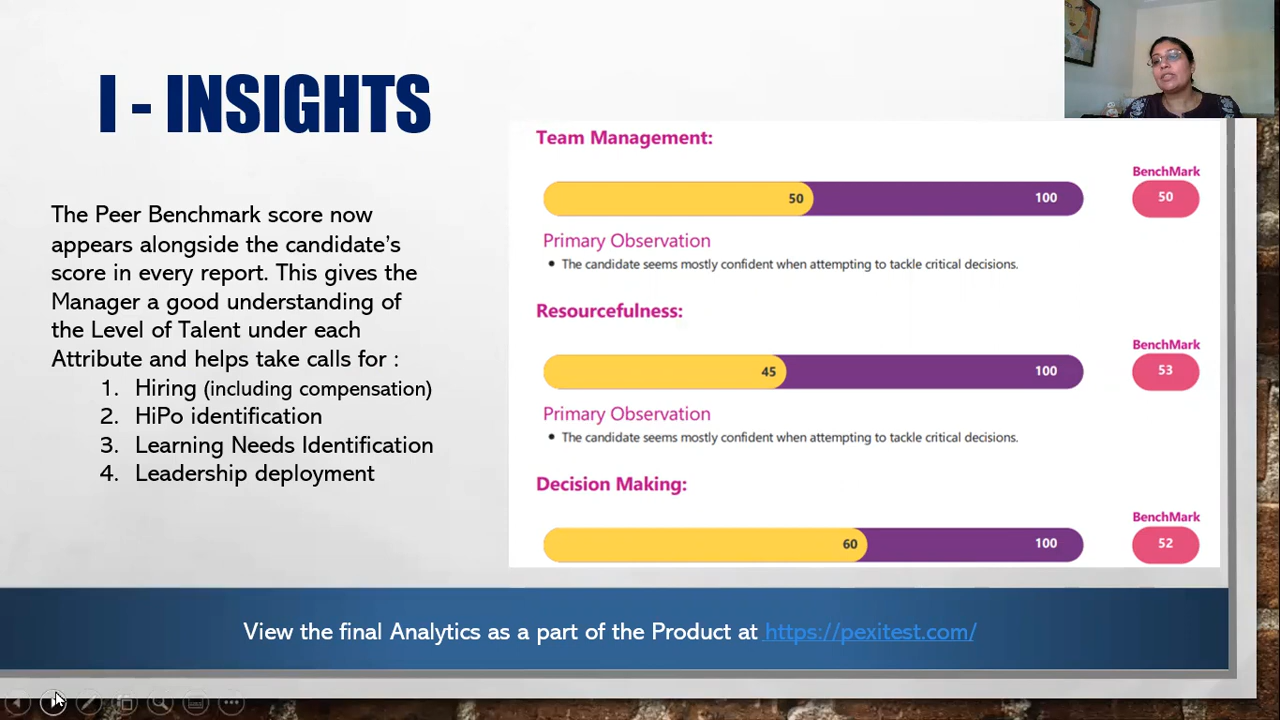 I - INSIGHTS
The Peer Benchmark score now
appears alongside the candidate's
score in every report. This gives the
Manager a good understanding of
the Level of Talent under each
Attribute and helps take calls for :
1. Hiring (including compensation)
2. HiPo identification
3. Learning Needs Identification
4. Leadership deployment
Team Management:
BenchMark
50 100 50
Primary Observation
• The candidate seems mostly confident when attempting to tackle critical decisions.
Resourcefulness:
BenchMark
45 100 53
Primary Observation
• The candidate seems mostly confident when attempting to tackle critical decisions.
Decision Making:
BenchMark
60 100 52
View the final Analytics as a part of the Product at https://pexitest.com/